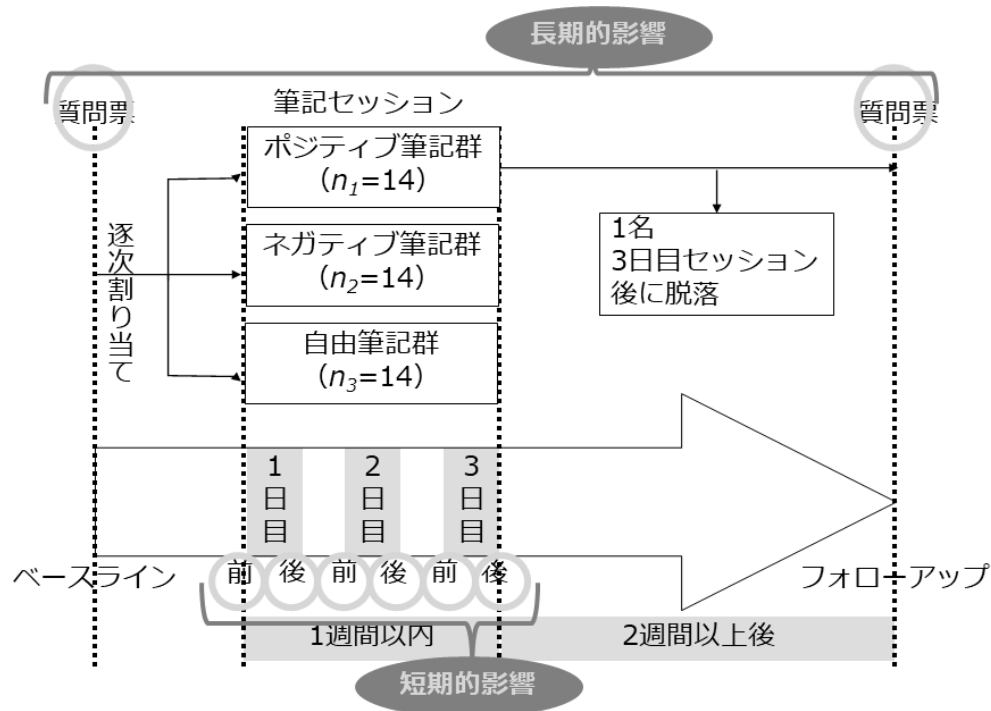 長期的影響
質問票
筆記セッション
質問票
ポジティブ筆記群
（n1=14）
ネガティブ筆記群
（n2=14）
自由筆記群
（n3=14）
逐次割り当て
1名
3日目セッション
後に脱落
1日目
2日目
3日目
ベースライン
前
後
前
後
前
後
フォローアップ
1週間以内
2週間以上後
短期的影響